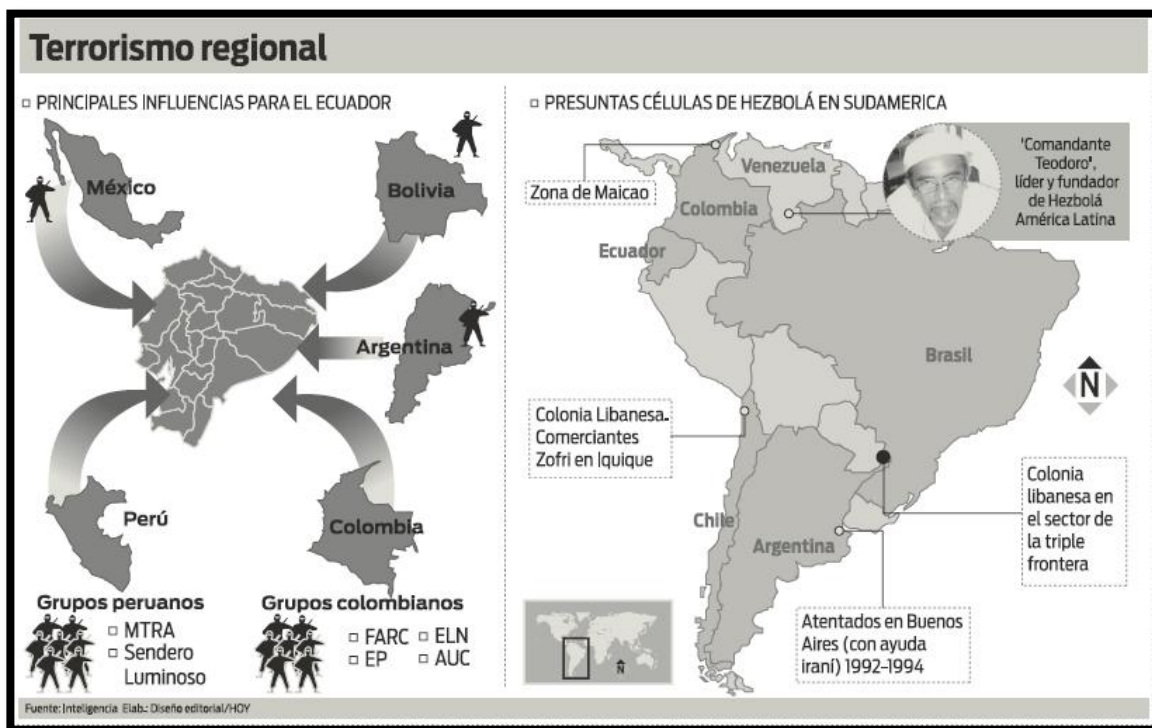 Terrorismo regional
PRINCIPALES INFLUENCIAS PARA EL ECUADOR
México
Bolivia
Argentina
Perú
Colombia
Grupos peruanos
MTRA
Sendero
Luminoso
Grupos colombianos
FARC
EP
ELN
AUC
PRESUNTAS CÉLULAS DE HEZBOLÁ EN SUDAMERICA
Zona de Maicao
Venezuela
Colombia
Ecuador
'Comandante
Teodoro',
líder y fundador
de Hezbolá
América Latina
Brasil
N
Colonia Libanesa.
Comerciantes
Zofri en Iquique
Chile
Argentina
Colonia
libanesa en
el sector de
la triple
frontera
Atentados en Buenos
Aires (con ayuda
iraní) 1992-1994
N
Fuente: Inteligencia Elab.: Diseño editorial/HOY